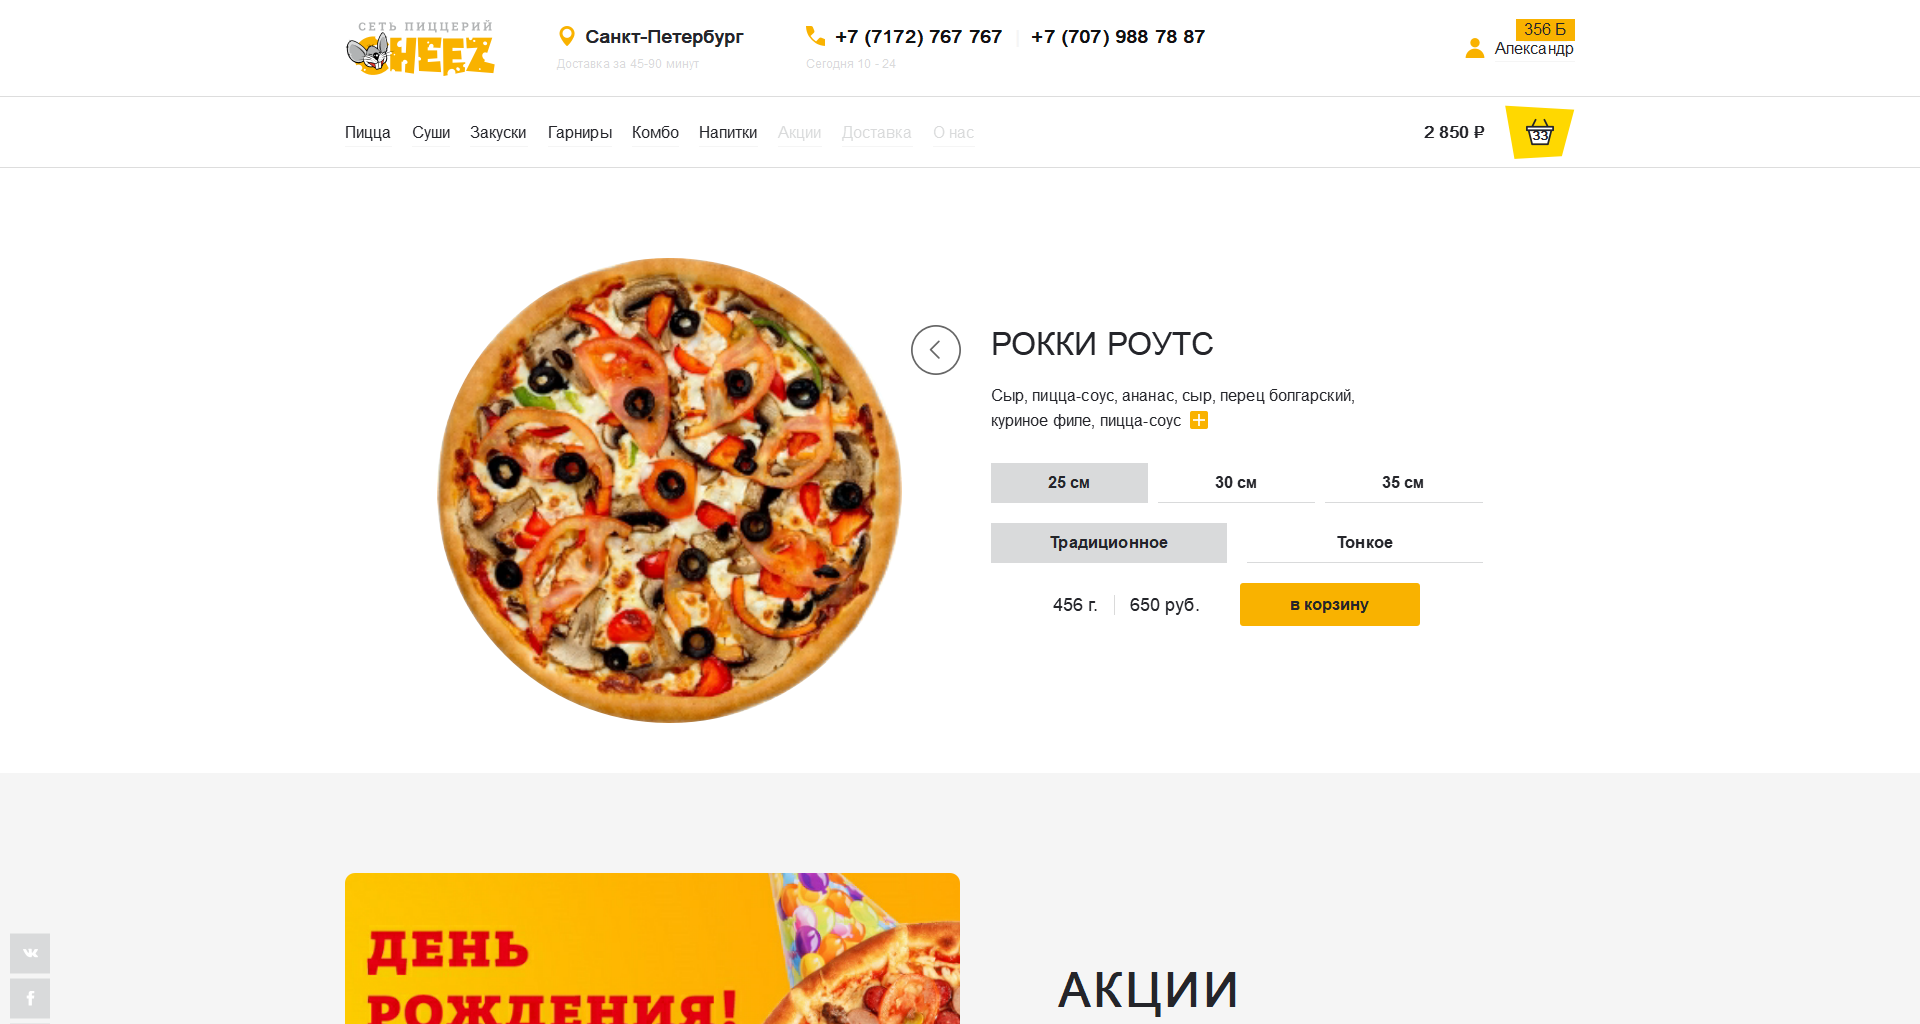 СЕТЬ ПИЦЦЕРИЙ
CHEEZ
Санкт-Петербург
Доставка за 45-90 минут
+7 (7172) 767 767
+7 (707) 988 78 87
Сегодня 10 - 24
356 Б
Александр
Пицца Суши Закуски Гарниры Комбо Напитки Акции Доставка О нас
2 850 ₽
33
РОККИ РОУТС
Сыр, пицца-соус, ананас, сыр, перец болгарский,
куриное филе, пицца-соус
25 см 30 см 35 см
Традиционное Тонкое
456 г. 650 руб. в корзину
ДЕНЬ
РОЖДЕНИЯ!
АКЦИИ